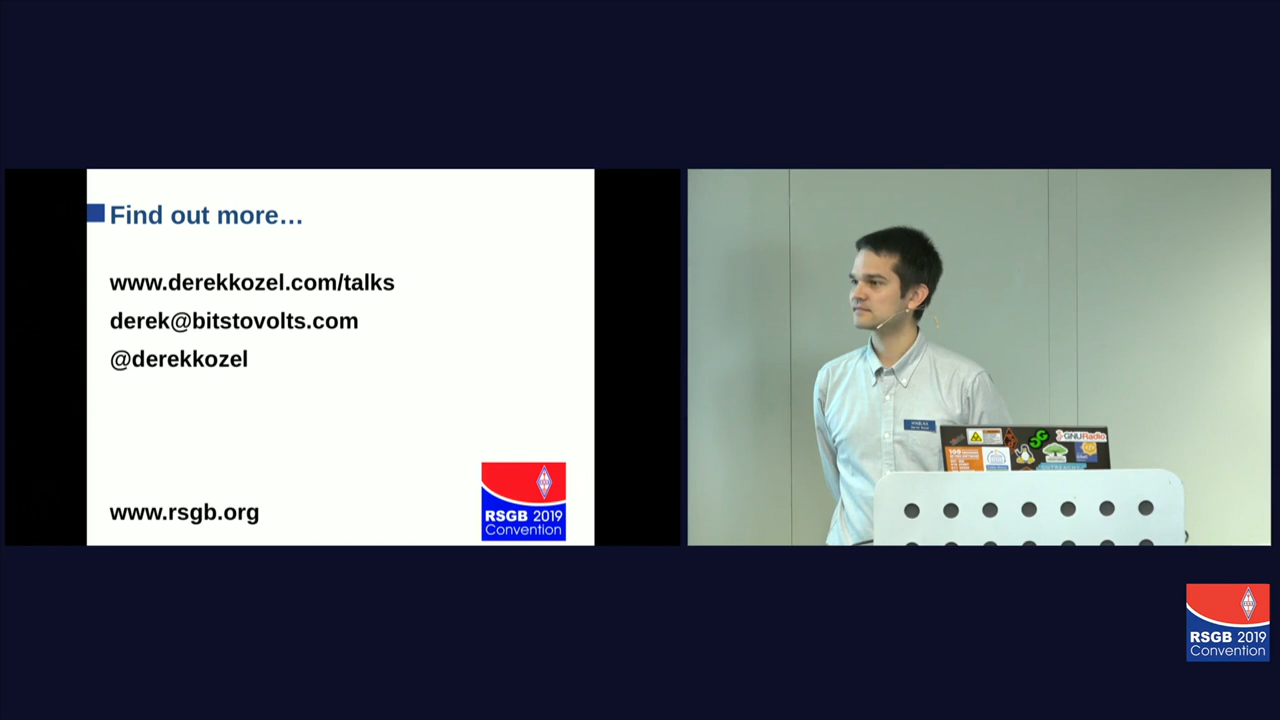 Find out more…
www.derekkozel.com/talks
derek@bitstovolts.com
@derekkozel
www.rsgb.org
RSGB 2019
Convention
GNURadio
RSGB 2019
Convention